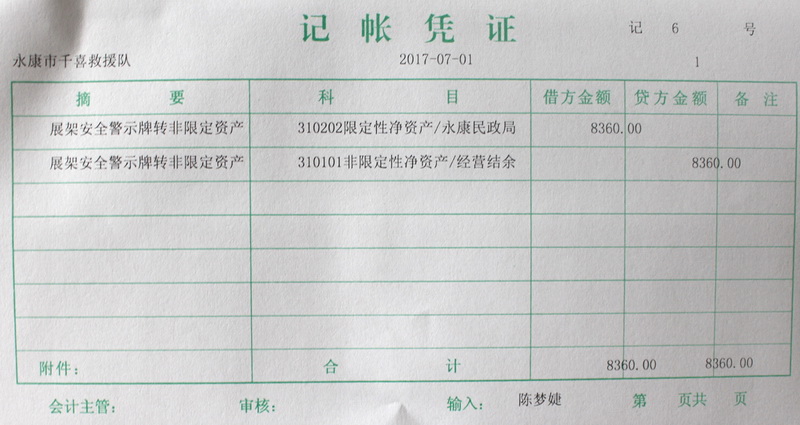 记帐凭证
记 6 号
永康市千喜救援队 2017-07-01 1
摘要 科目 借方金额 贷方金额 备注
展架安全警示牌转非限定资产 310202限定性净资产/永康民政局 8360.00
展架安全警示牌转非限定资产 310101非限定性净资产/经营结余 8360.00
附件： 合计 8360.00 8360.00
会计主管： 审核： 输入： 陈梦婕 第 页共 页